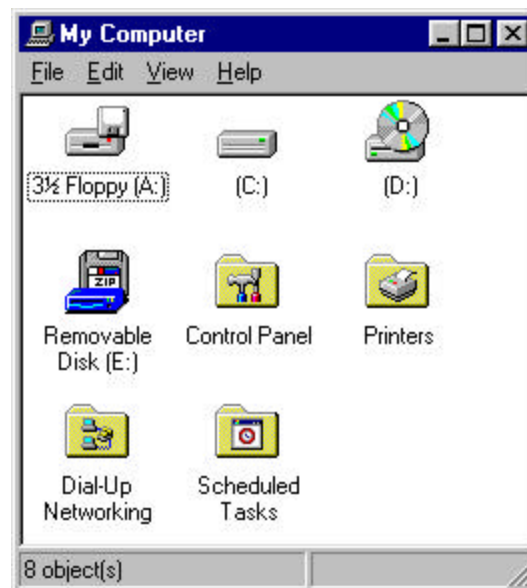 My Computer
File Edit View Help
3½ Floppy (A:)
(C:)
(D:)
ZIP
Removable
Disk (E:)
Control Panel
Printers
Dial-Up
Networking
Scheduled
Tasks
8 object(s)